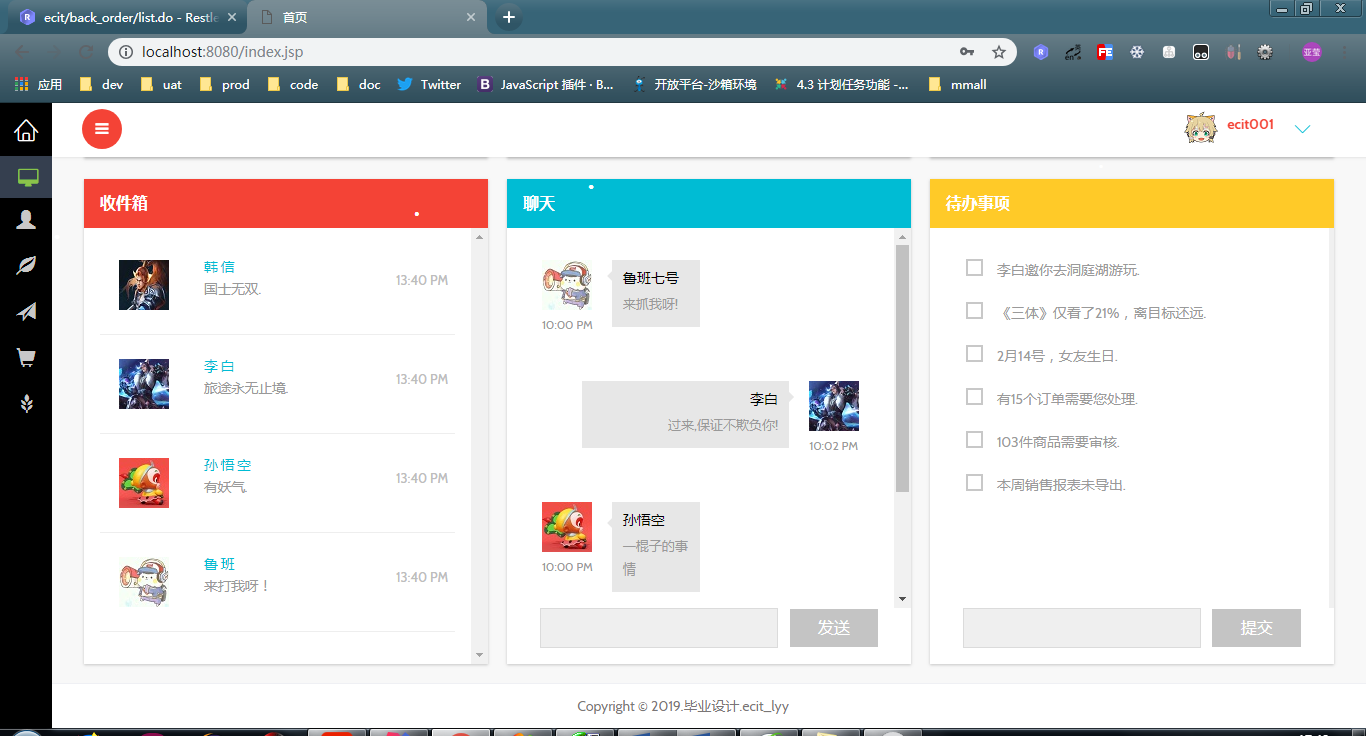 ecit/back_order/list.do - Restle
首页
localhost:8080/index.jsp
亚莹
应用
dev
uat
prod
code
doc
Twitter
JavaScript 插件 · B...
开放平台-沙箱环境
4.3 计划任务功能 -...
mmall
ecit001
收件箱
韩信
国士无双.
13:40 PM
李白
旅途永无止境.
13:40 PM
孙悟空
有妖气.
13:40 PM
鲁班
来打我呀！
13:40 PM
聊天
鲁班七号
来抓我呀!
10:00 PM
李白
过来,保证不欺负你!
10:02 PM
孙悟空
一棍子的事
情
10:00 PM
发送
待办事项
李白邀你去洞庭湖游玩.
《三体》仅看了21%，离目标还远.
2月14号，女友生日.
有15个订单需要您处理.
103件商品需要审核.
本周销售报表未导出.
提交
Copyright © 2019.毕业设计.ecit_lyy